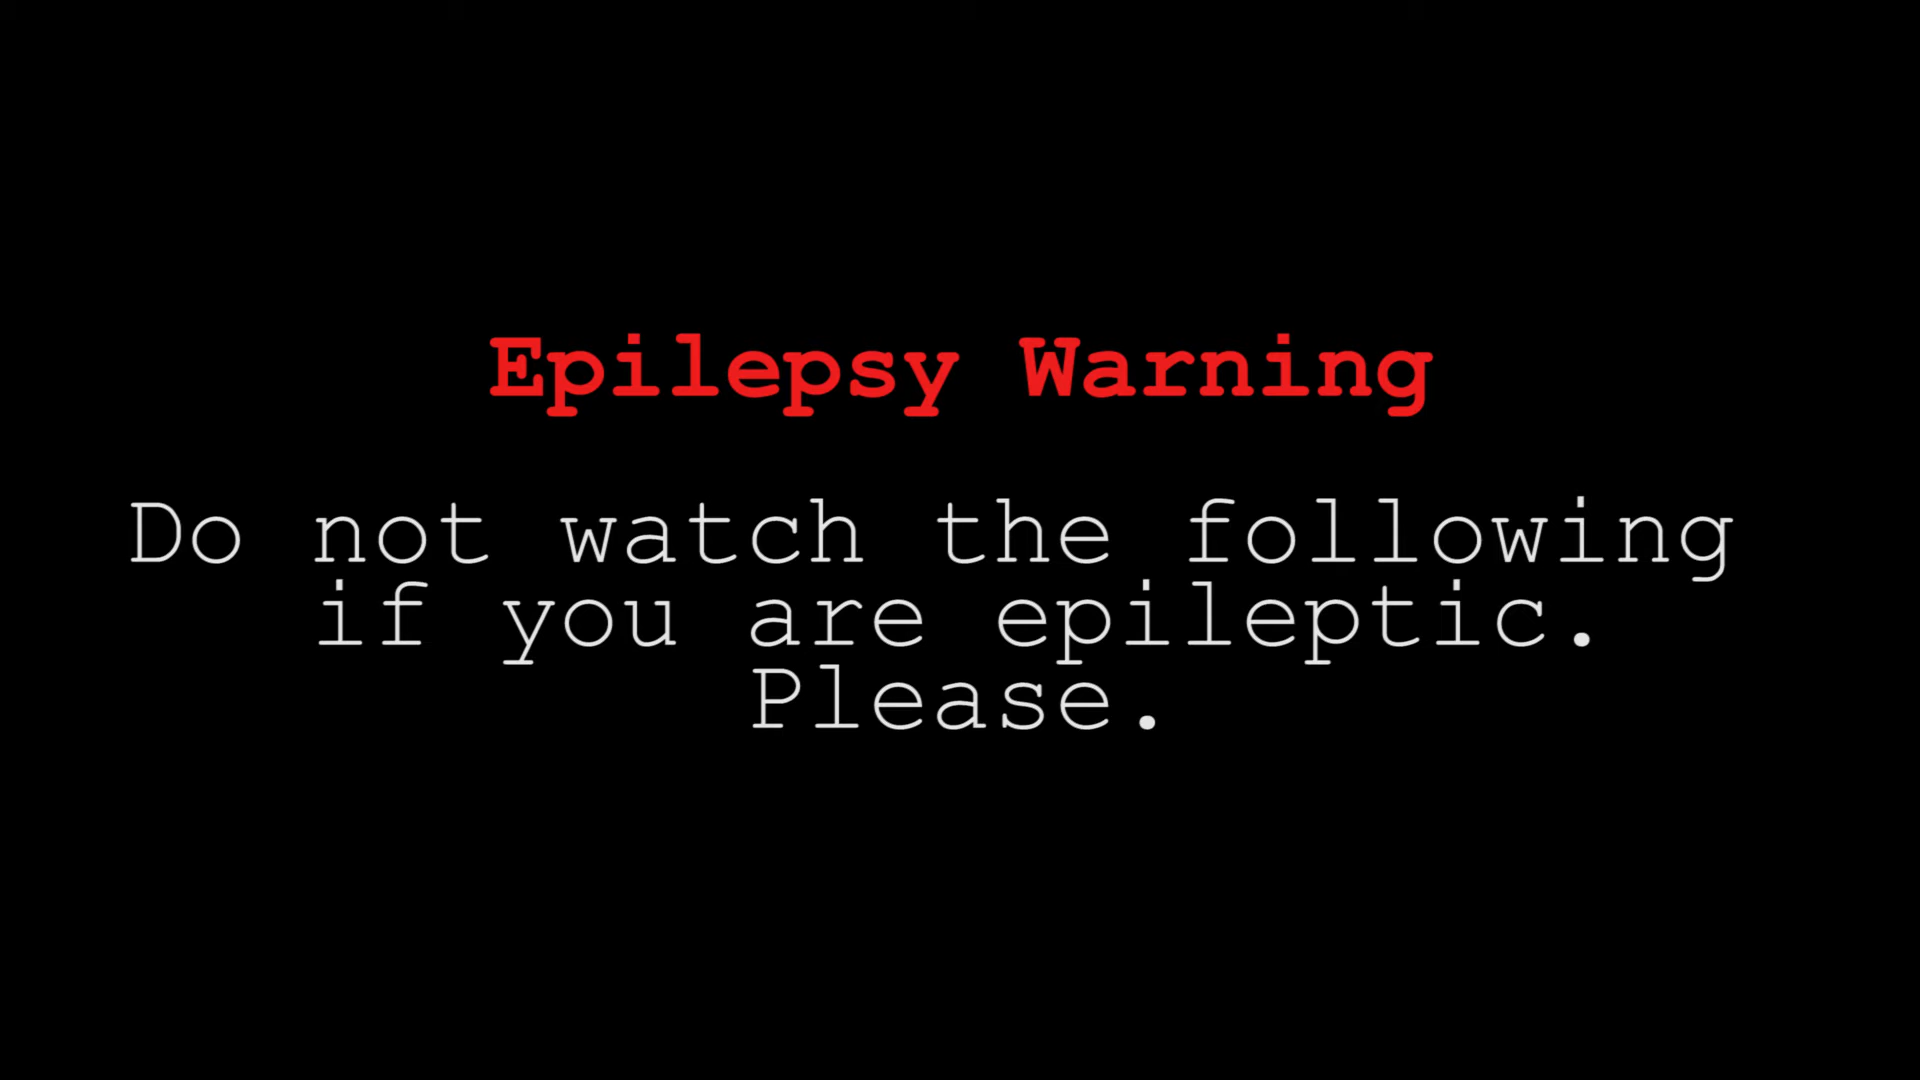 Epilepsy Warning
Do not watch the following
if you are epileptic.
Please.